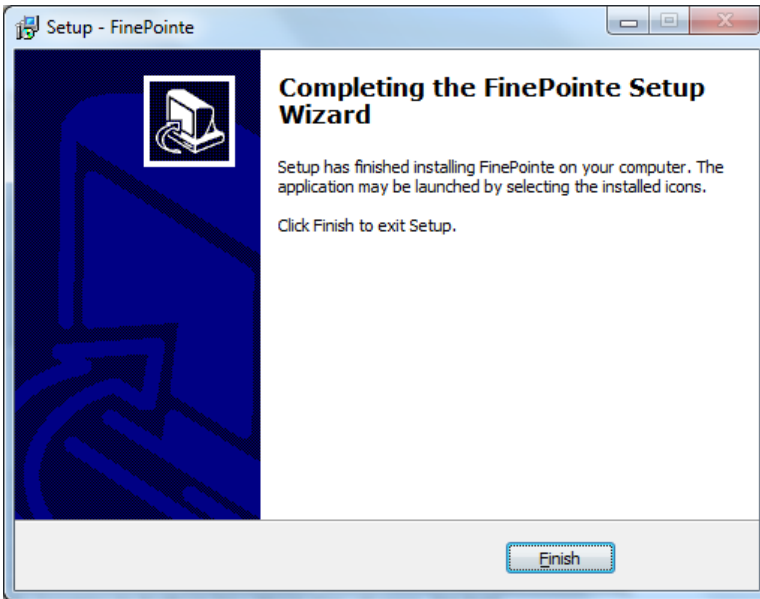 Setup - FinePointe
Completing the FinePointe Setup
Wizard
Setup has finished installing FinePointe on your computer. The
application may be launched by selecting the installed icons.
Click Finish to exit Setup.
Finish